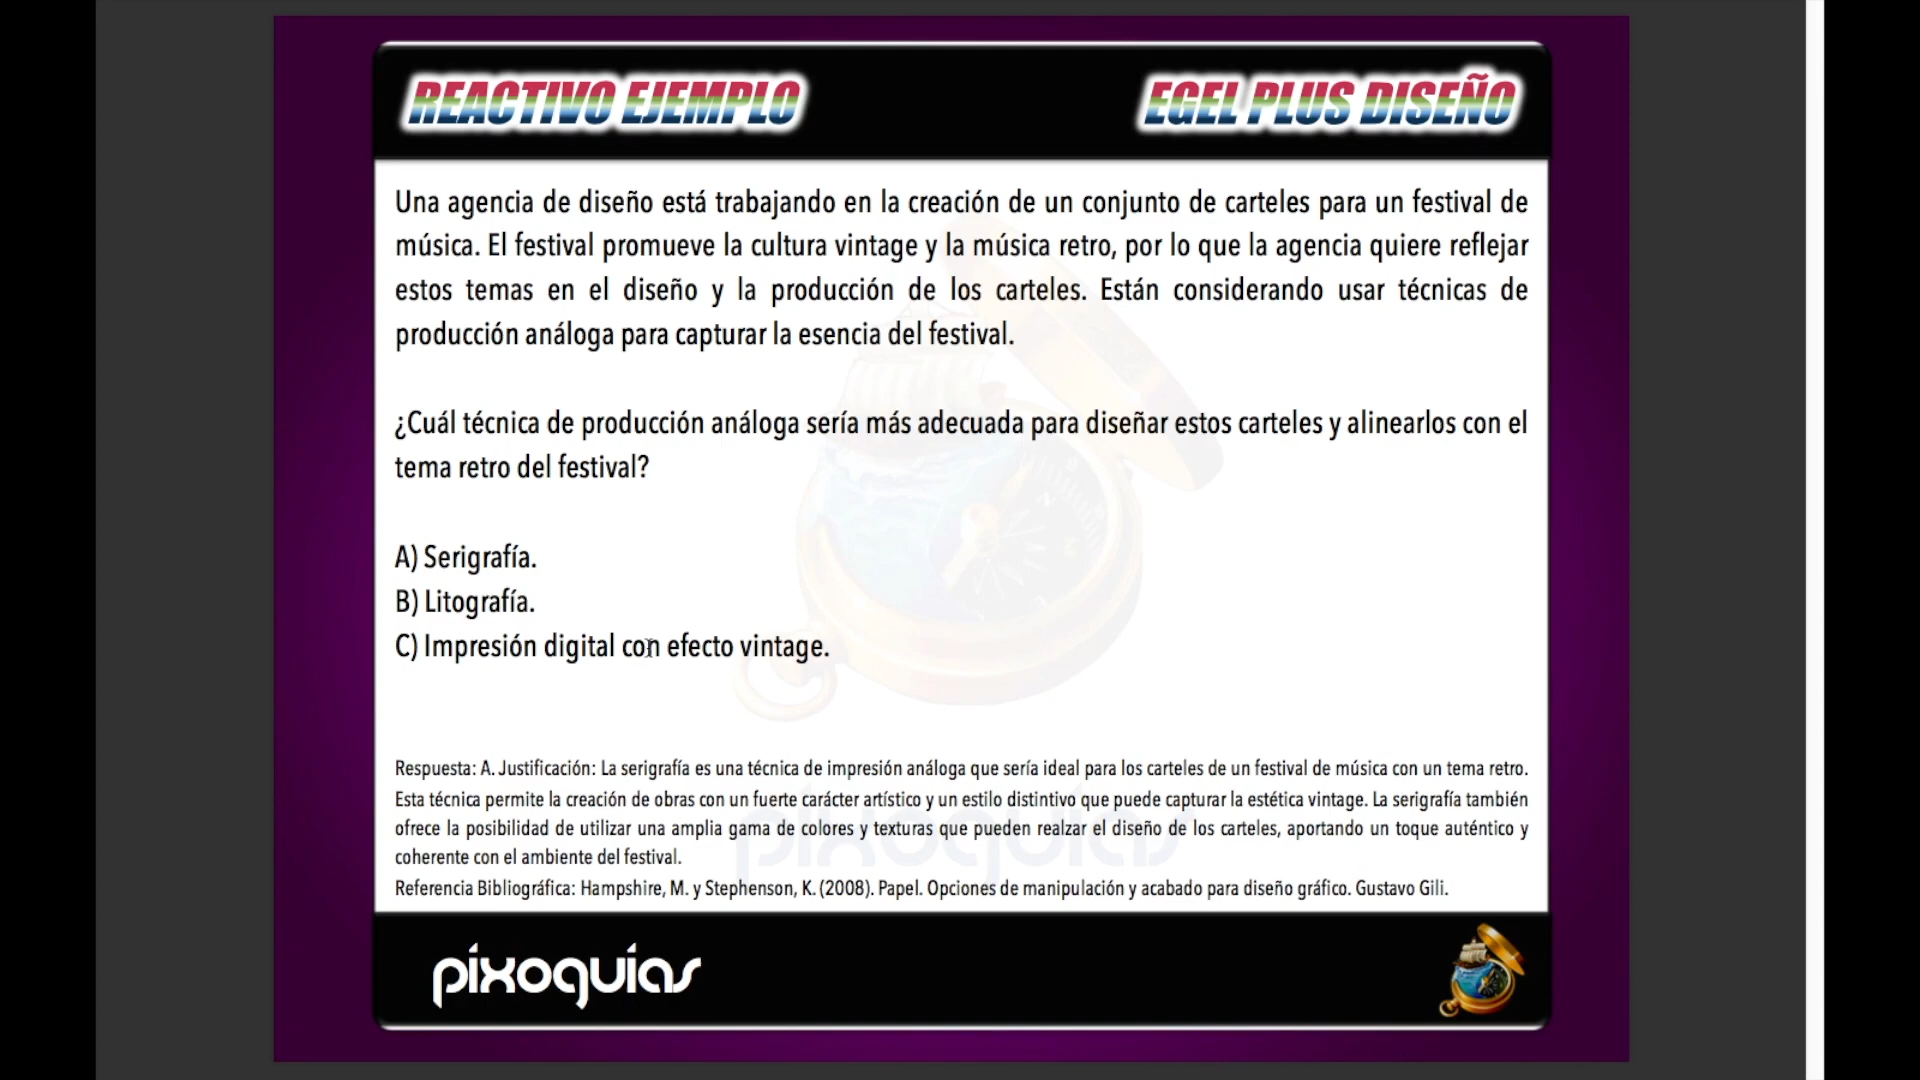 REACTIVO EJEMPLO
EGEL PLUS DISEÑO
Una agencia de diseño está trabajando en la creación de un conjunto de carteles para un festival de
música. El festival promueve la cultura vintage y la música retro, por lo que la agencia quiere reflejar
estos temas en el diseño y la producción de los carteles. Están considerando usar técnicas de
producción análoga para capturar la esencia del festival.
¿Cuál técnica de producción análoga sería más adecuada para diseñar estos carteles y alinearlos con el
tema retro del festival?
A) Serigrafía.
B) Litografía.
C) Impresión digital con efecto vintage.
Respuesta: A. Justificación: La serigrafía es una técnica de impresión análoga que sería ideal para los carteles de un festival de música con un tema retro.
Esta técnica permite la creación de obras con un fuerte carácter artístico y un estilo distintivo que puede capturar la estética vintage. La serigrafía también
ofrece la posibilidad de utilizar una amplia gama de colores y texturas que pueden realzar el diseño de los carteles, aportando un toque auténtico y
coherente con el ambiente del festival.
Referencia Bibliográfica: Hampshire, M. y Stephenson, K. (2008). Papel. Opciones de manipulación y acabado para diseño gráfico. Gustavo Gili.
pixoguías